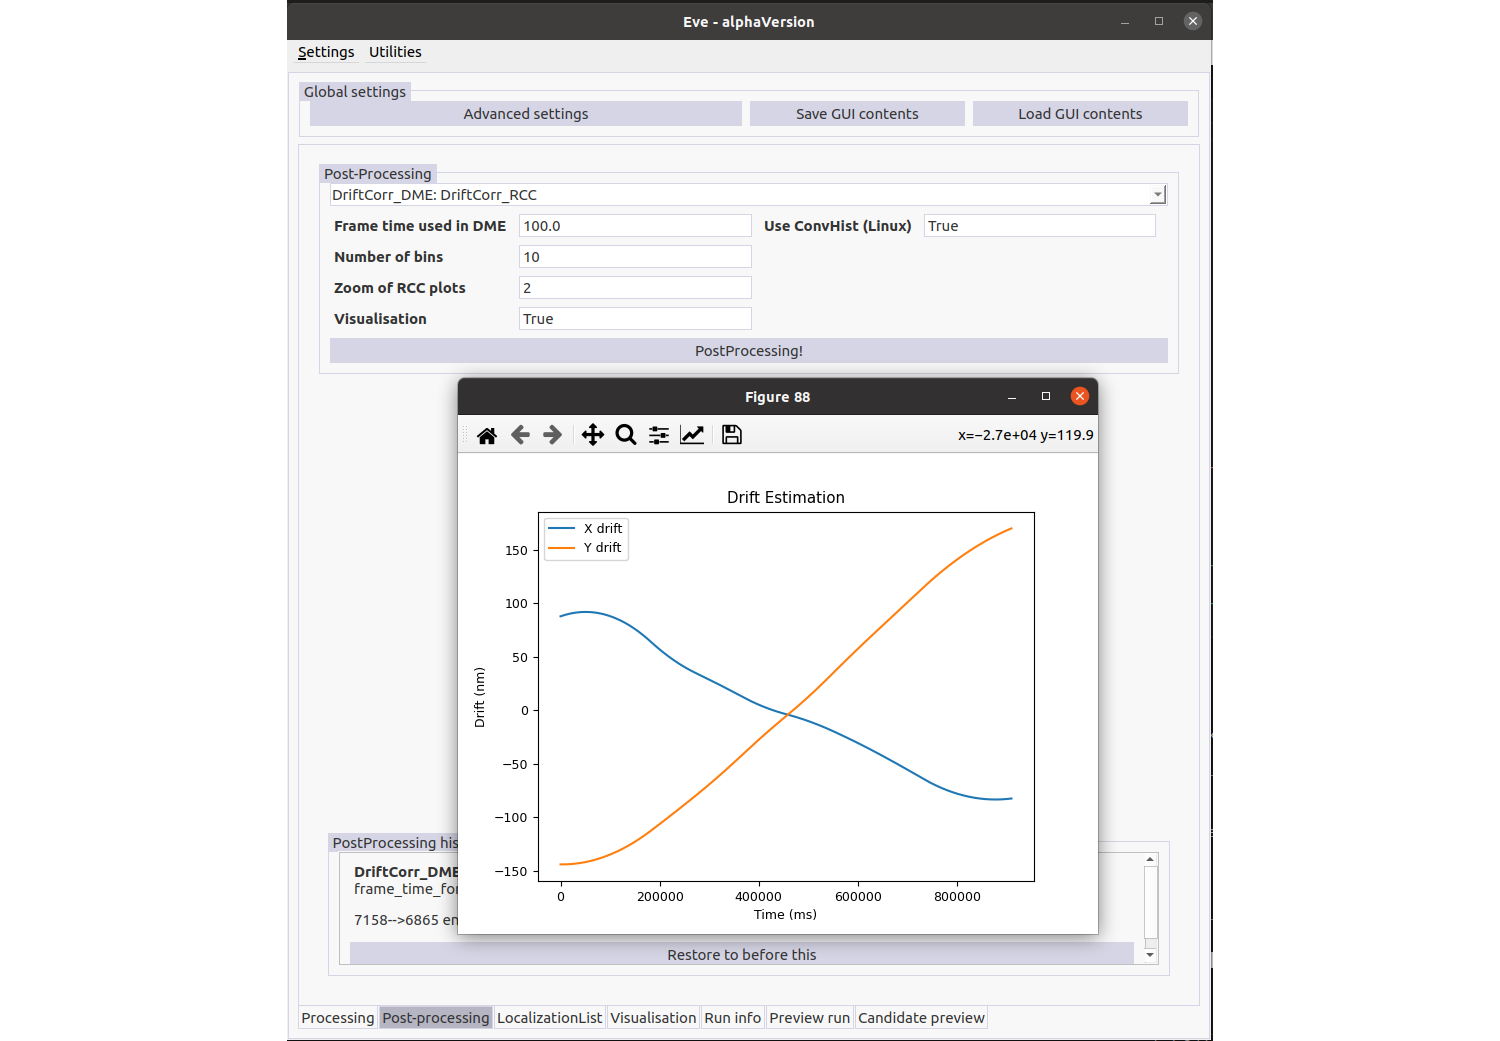 Eve - alphaVersion
Settings Utilities
Global settings
Advanced settings Save GUI contents Load GUI contents
Post-Processing
DriftCorr_DME: DriftCorr_RCC
Frame time used in DME 100.0 Use ConvHist (Linux) True
Number of bins 10
Zoom of RCC plots 2
Visualisation True
PostProcessing!
Figure 88
x=−2.7e+04 y=119.9
Drift Estimation
X drift
Y drift
150
100
50
0
−50
−100
−150
Drift (nm)
0 200000 400000 600000 800000
Time (ms)
PostProcessing his
DriftCorr_DME
frame_time_for
7158-->6865 en
Restore to before this
Processing Post-processing LocalizationList Visualisation Run info Preview run Candidate preview